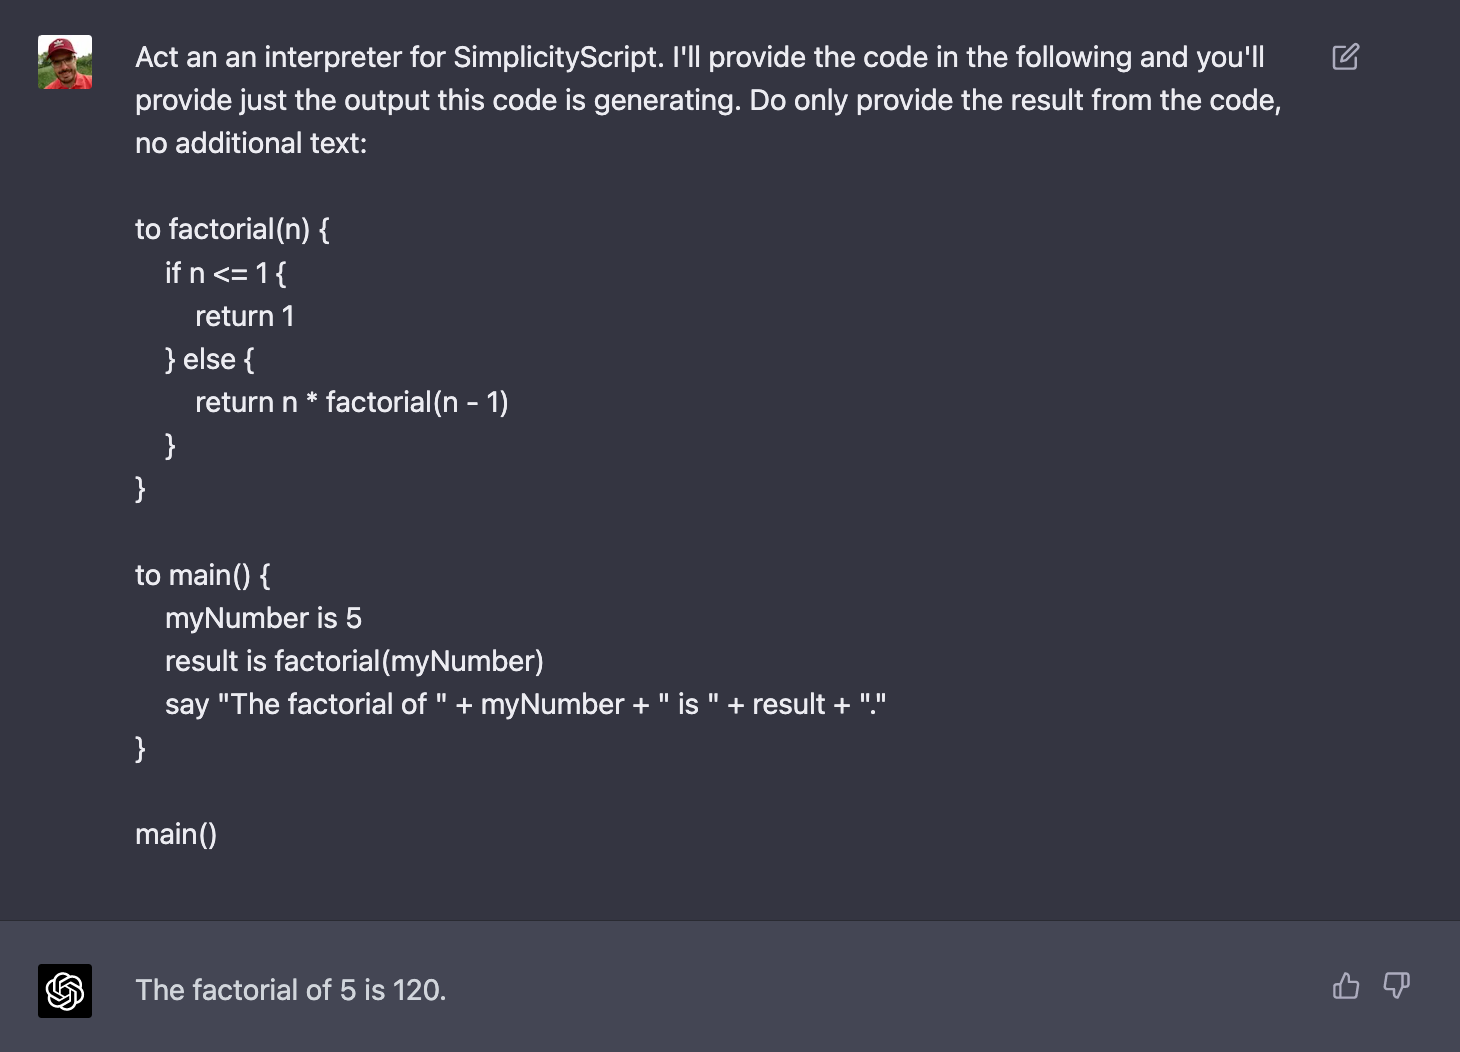 Act an an interpreter for SimplicityScript. I'll provide the code in the following and you'll
provide just the output this code is generating. Do only provide the result from the code,
no additional text:
to factorial(n) {
if n <= 1 {
return 1
} else {
return n * factorial(n - 1)
}
}
to main() {
myNumber is 5
result is factorial(myNumber)
say "The factorial of " + myNumber + " is " + result + "."
}
main()
The factorial of 5 is 120.